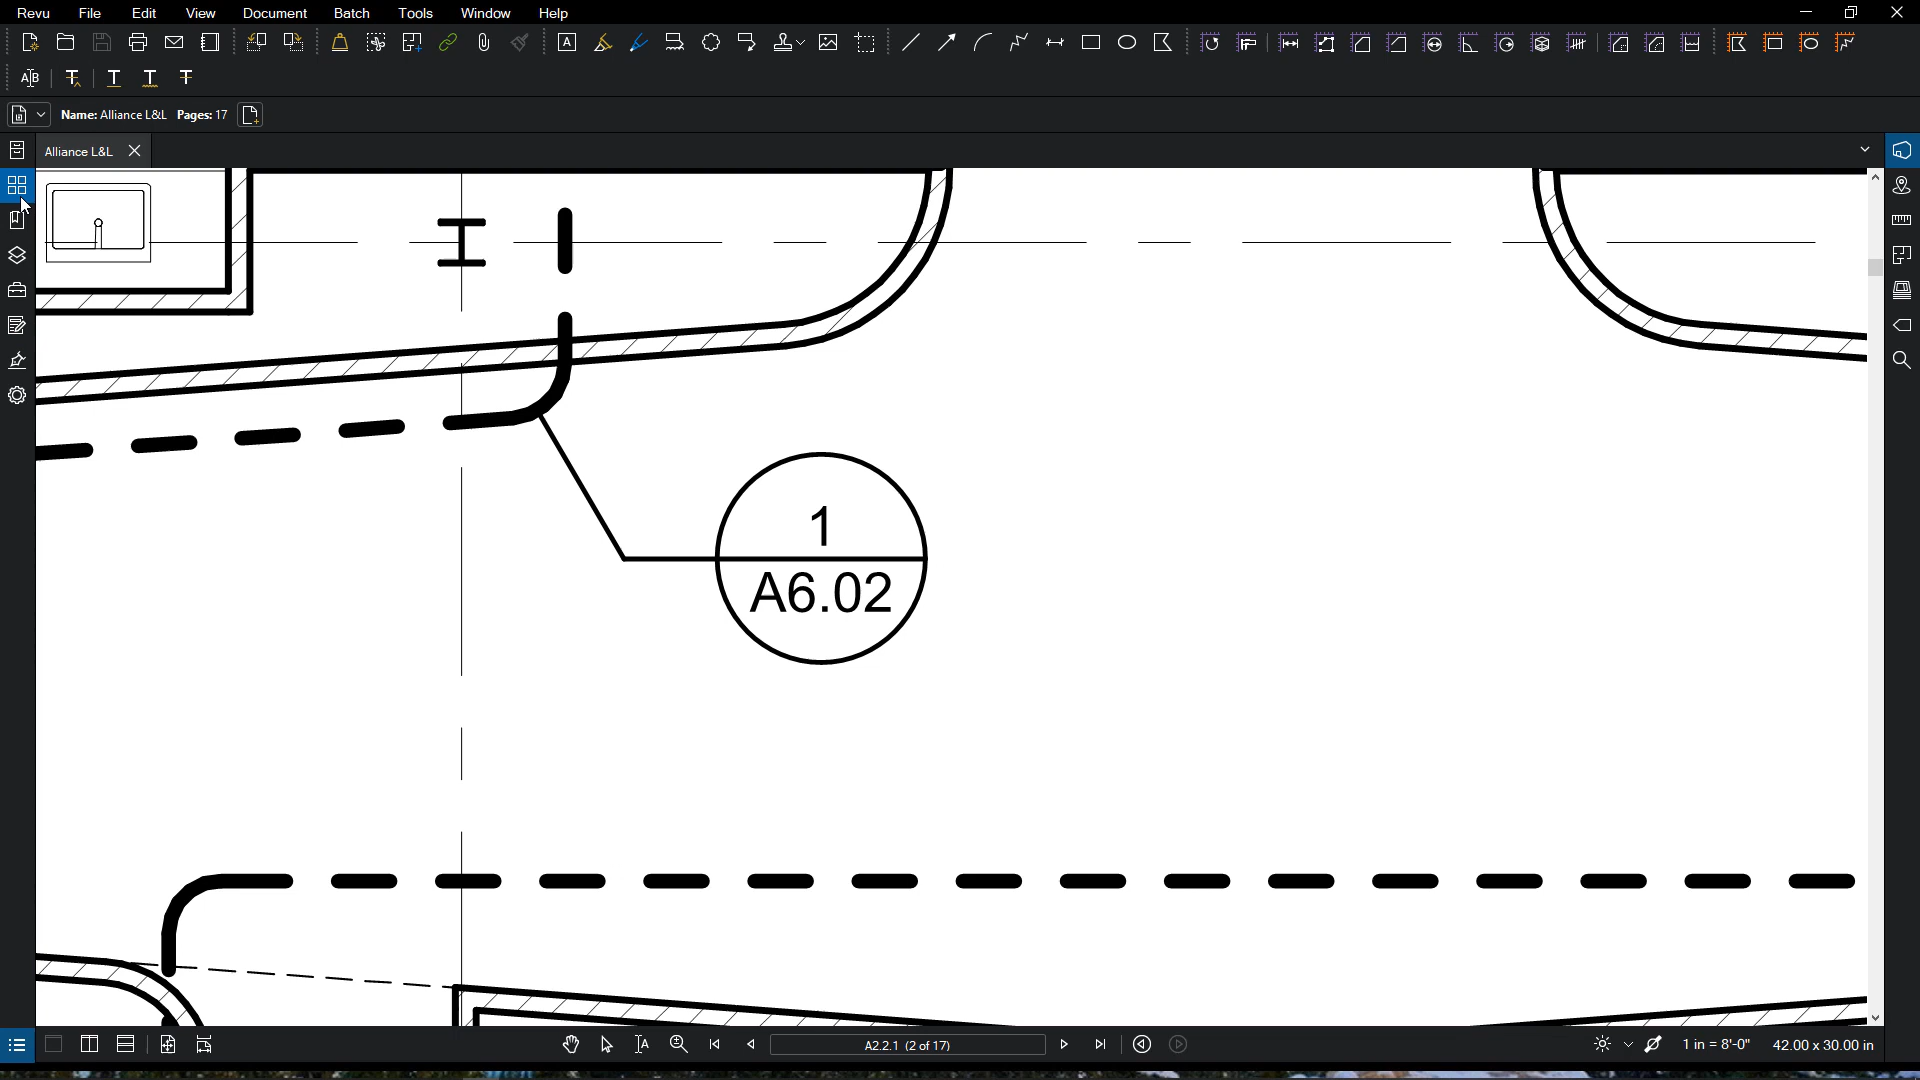 Revu File Edit View Document Batch Tools Window Help
Name: Alliance L&L Pages: 17
Alliance L&L
1
A6.02
A2.2.1 (2 of 17)
1 in = 8'-0" 42.00 x 30.00 in